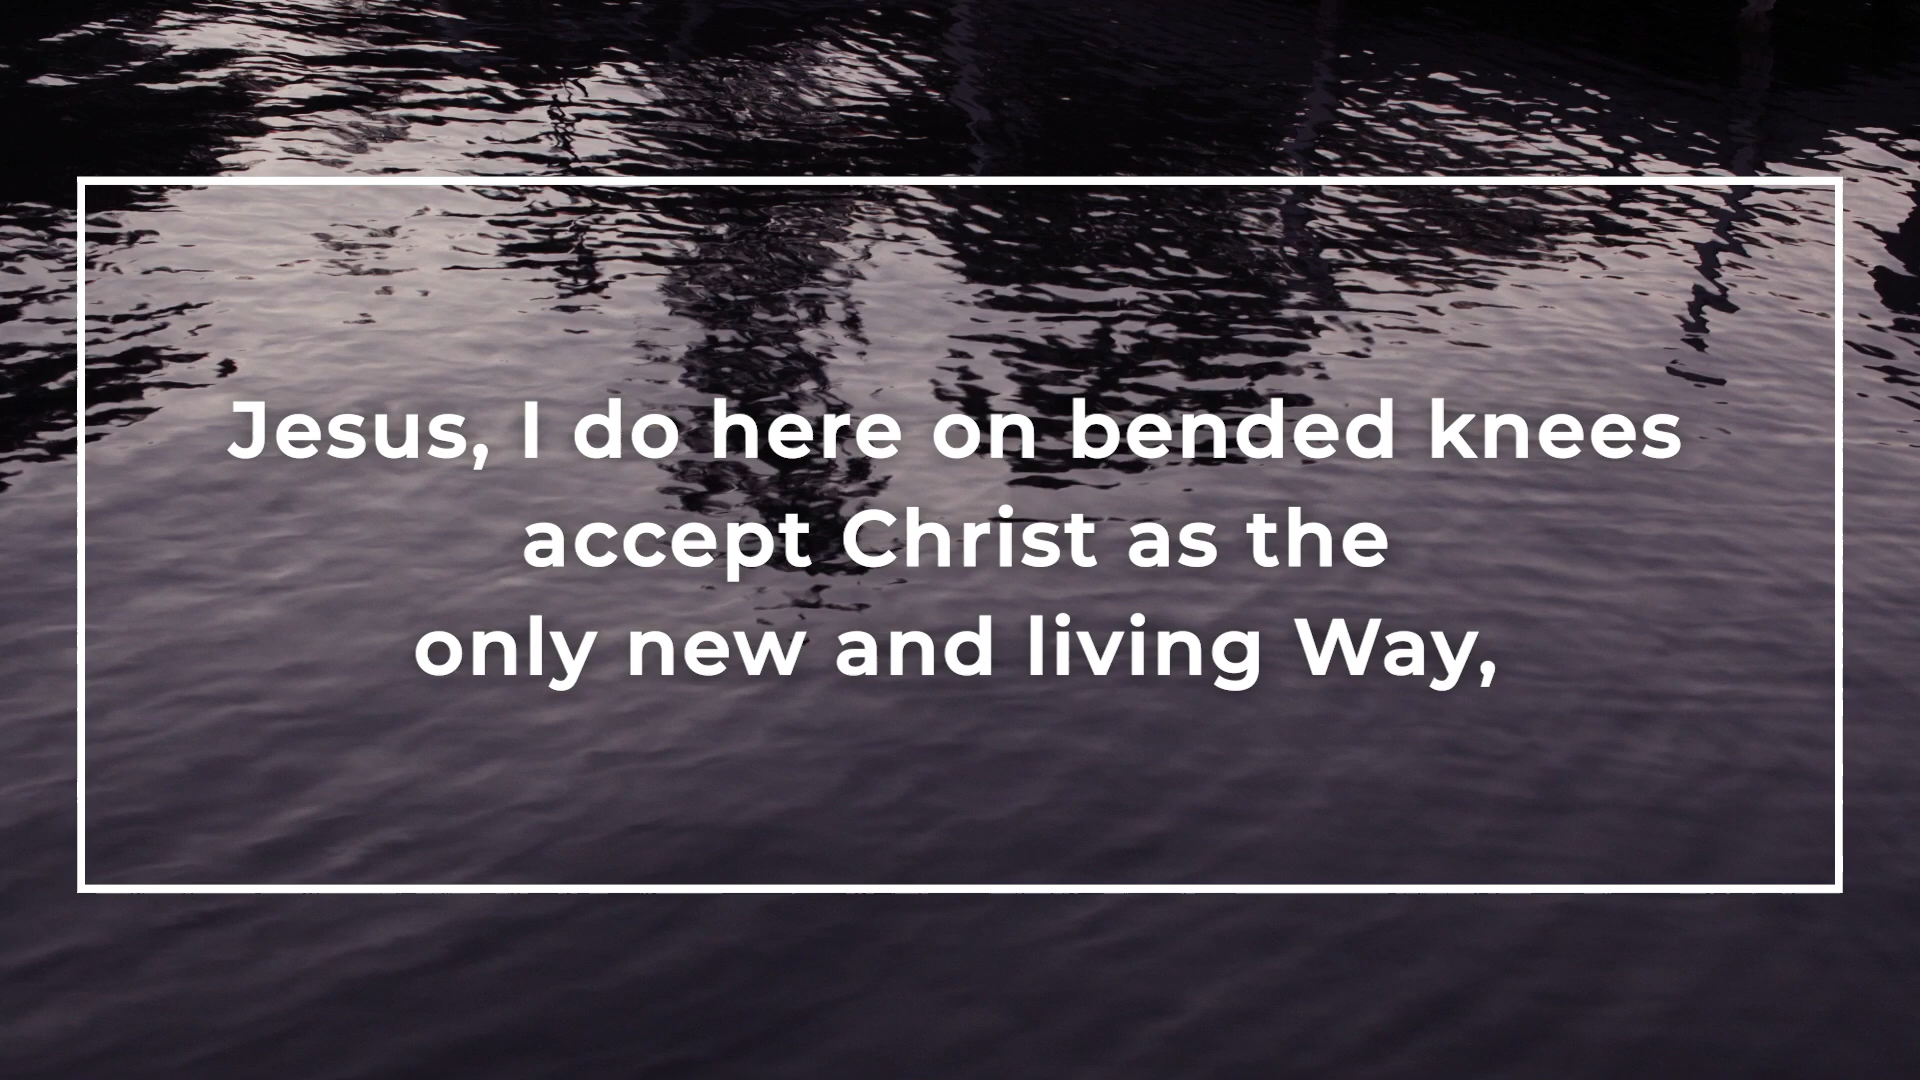 Jesus, I do here on bended knees
accept Christ as the
only new and living Way,